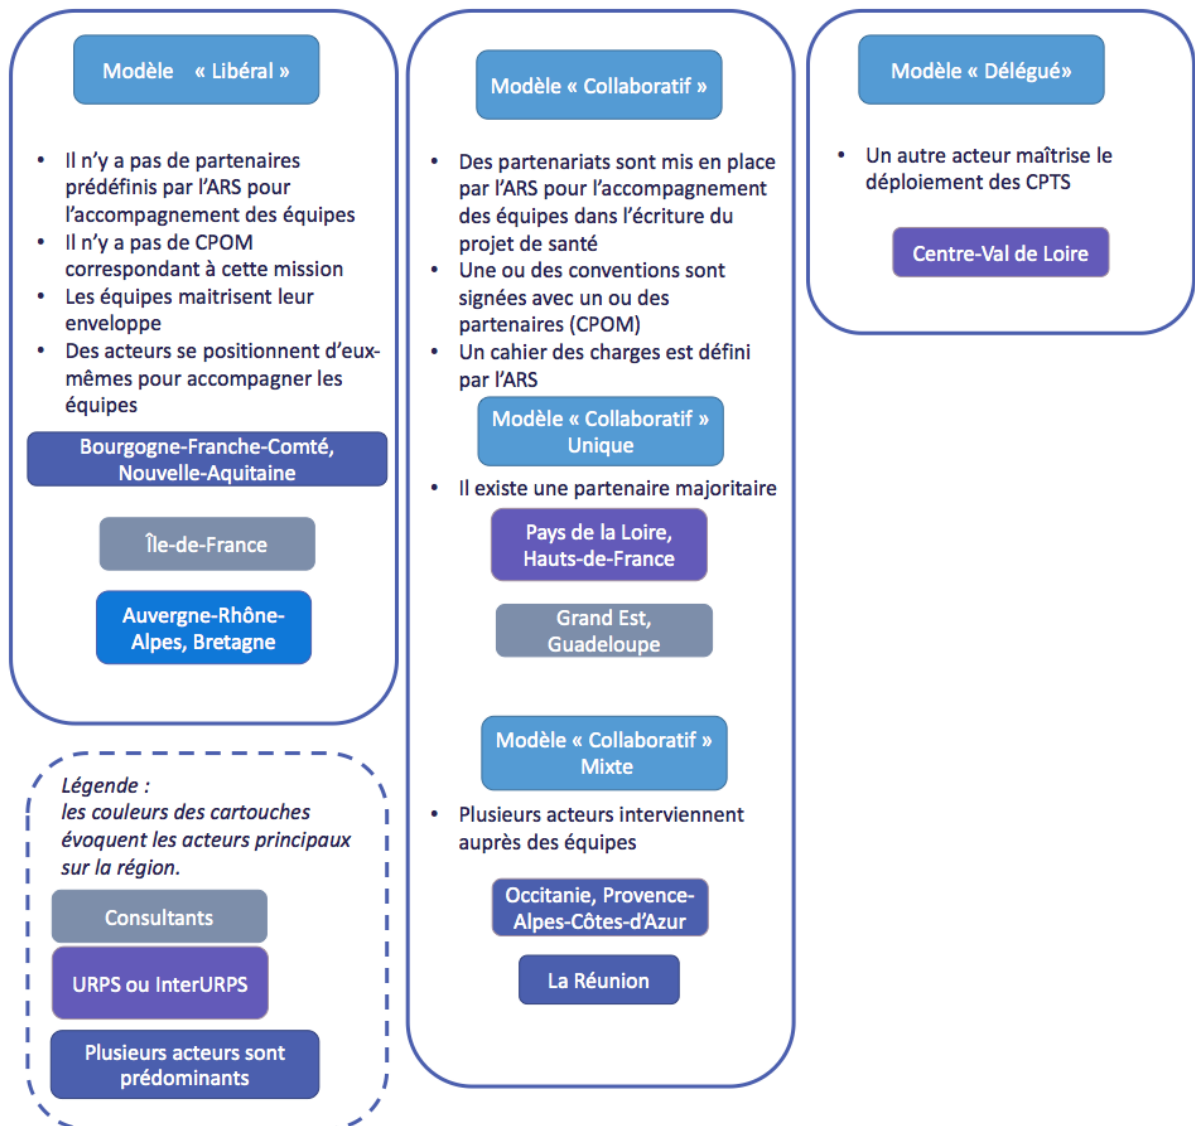 Modèle « Libéral »
• Il n’y a pas de partenaires
prédéfinis par l’ARS pour
l’accompagnement des équipes
• Il n’y a pas de CPOM
correspondant à cette mission
• Les équipes maitrisent leur
enveloppe
• Des acteurs se positionnent d’eux-
mêmes pour accompagner les
équipes
Bourgogne-Franche-Comté,
Nouvelle-Aquitaine
Île-de-France
Auvergne-Rhône-
Alpes, Bretagne
Légende :
les couleurs des cartouches
évoquent les acteurs principaux
sur la région.
Consultants
URPS ou InterURPS
Plusieurs acteurs sont
prédominants
Modèle « Collaboratif »
• Des partenariats sont mis en place
par l’ARS pour l’accompagnement
des équipes dans l’écriture du
projet de santé
• Une ou des conventions sont
signées avec un ou des
partenaires (CPOM)
• Un cahier des charges est défini
par l’ARS
Modèle « Collaboratif »
Unique
• Il existe une partenaire majoritaire
Pays de la Loire,
Hauts-de-France
Grand Est,
Guadeloupe
Modèle « Collaboratif »
Mixte
• Plusieurs acteurs interviennent
auprès des équipes
Occitanie, Provence-
Alpes-Côtes-d’Azur
La Réunion
Modèle « Délégué»
• Un autre acteur maîtrise le
déploiement des CPTS
Centre-Val de Loire